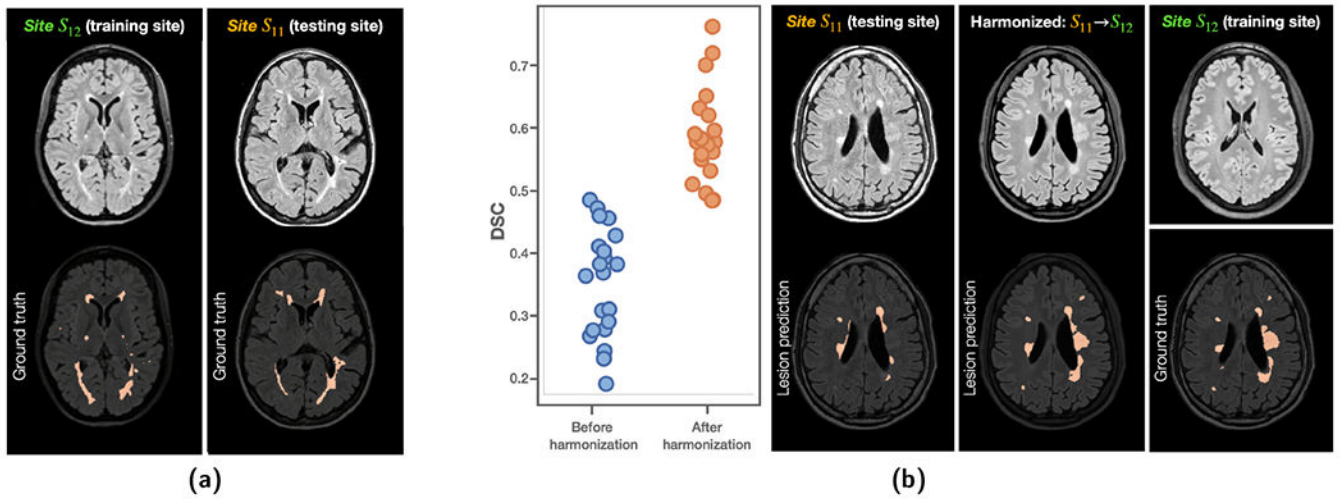 Site S₁₂ (training site)
Site S₁₁ (testing site)
Ground truth
Ground truth
(a)
DSC
0.7
0.6
0.5
0.4
0.3
0.2
Before
harmonization
After
harmonization
Site S₁₁ (testing site)
Harmonized: S₁₁→S₁₂
Site S₁₂ (training site)
Lesion prediction
Lesion prediction
Ground truth
(b)